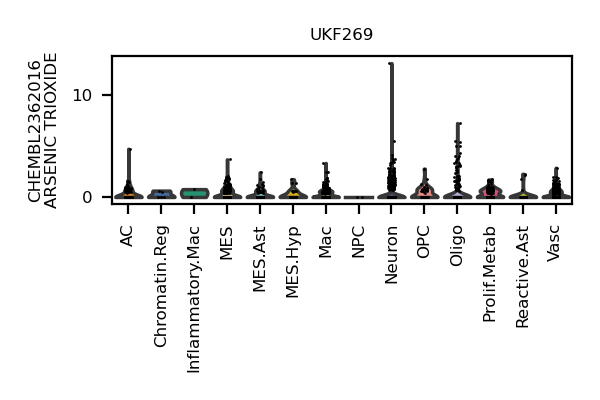 UKF269
CHEMBL2362016
ARSENIC TRIOXIDE
10
0
AC
Chromatin.Reg
Inflammatory.Mac
MES
MES.Ast
MES.Hyp
Mac
NPC
Neuron
OPC
Oligo
Prolif.Metab
Reactive.Ast
Vasc